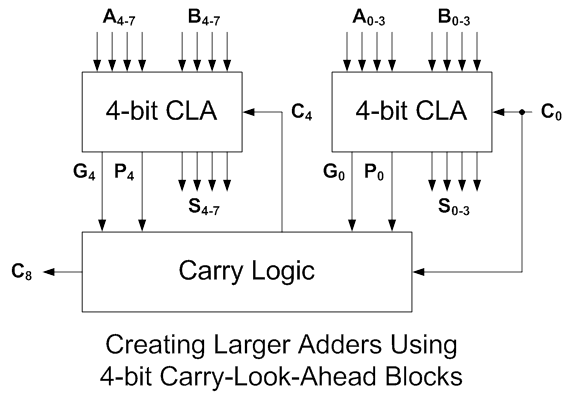 A4-7 B4-7 A0-3 B0-3
4-bit CLA C4 4-bit CLA C0
G4 P4 G0 P0
S4-7 S0-3
C8 Carry Logic
Creating Larger Adders Using
4-bit Carry-Look-Ahead Blocks